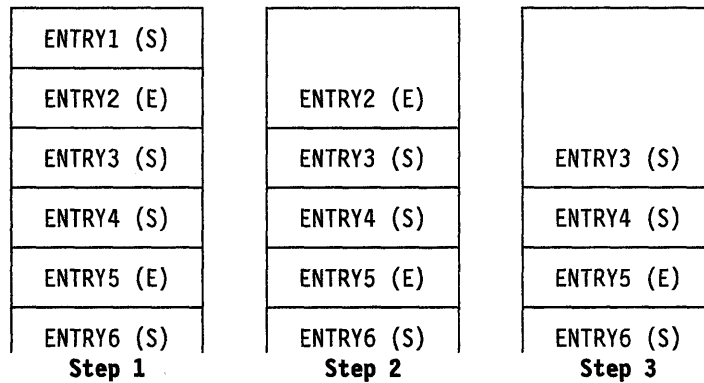 ENTRY1 (S)
ENTRY2 (E) ENTRY2 (E)
ENTRY3 (S) ENTRY3 (S) ENTRY3 (S)
ENTRY4 (S) ENTRY4 (S) ENTRY4 (S)
ENTRY5 (E) ENTRY5 (E) ENTRY5 (E)
ENTRY6 (S) ENTRY6 (S) ENTRY6 (S)
Step 1 Step 2 Step 3